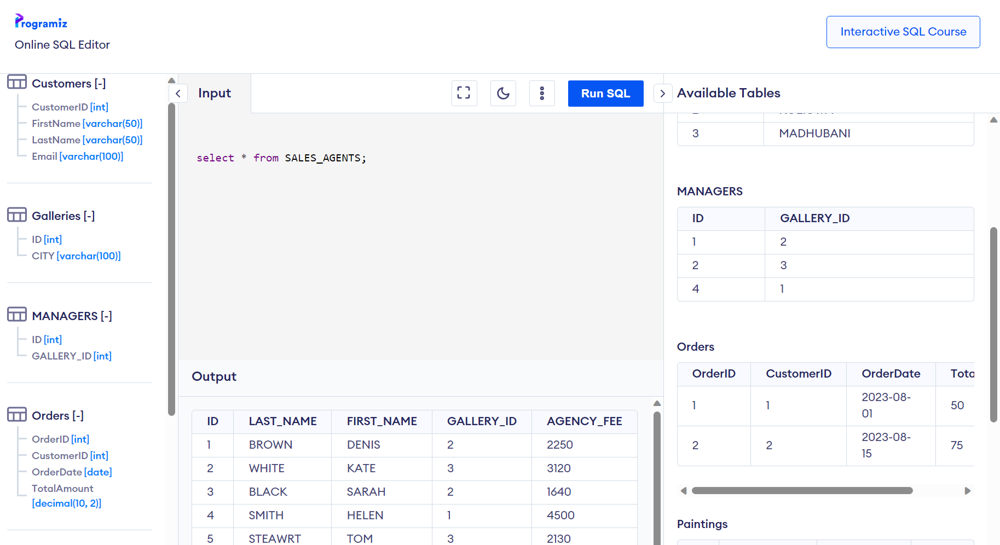 Programiz
Online SQL Editor
Interactive SQL Course
Customers [-]
CustomerID [int]
FirstName [varchar(50)]
LastName [varchar(50)]
Email [varchar(100)]
Galleries [-]
ID [int]
CITY [varchar(100)]
MANAGERS [-]
ID [int]
GALLERY_ID [int]
Orders [-]
OrderID [int]
CustomerID [int]
OrderDate [date]
TotalAmount
[decimal(10, 2)]
Input
Run SQL
select * from SALES_AGENTS;
Output
ID LAST_NAME FIRST_NAME GALLERY_ID AGENCY_FEE
1 BROWN DENIS 2 2250
2 WHITE KATE 3 3120
3 BLACK SARAH 2 1640
4 SMITH HELEN 1 4500
5 STEAWRT TOM 3 2130
Available Tables
3 MADHUBANI
MANAGERS
ID GALLERY_ID
1 2
2 3
4 1
Orders
OrderID CustomerID OrderDate Tota
1 1 2023-08-
01 50
2 2 2023-08-
15 75
Paintings